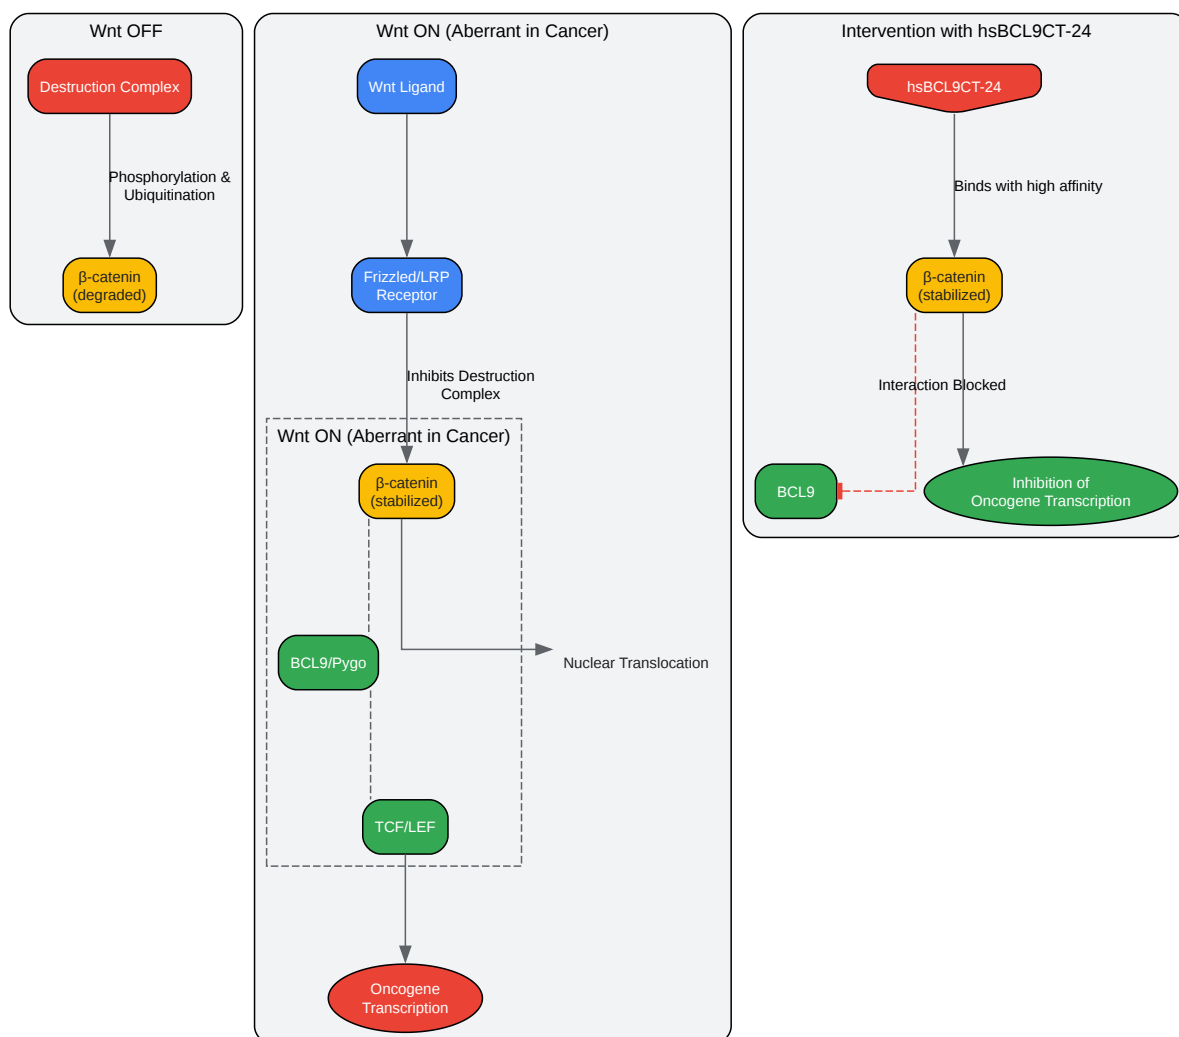 Wnt OFF
Destruction Complex
Phosphorylation &
Ubiquitination
β-catenin
(degraded)
Wnt ON (Aberrant in Cancer)
Wnt Ligand
Frizzled/LRP
Receptor
Inhibits Destruction
Complex
Wnt ON (Aberrant in Cancer)
β-catenin
(stabilized)
BCL9/Pygo
Nuclear Translocation
TCF/LEF
Oncogene
Transcription
Intervention with hsBCL9CT-24
hsBCL9CT-24
Binds with high affinity
β-catenin
(stabilized)
Interaction Blocked
BCL9
Inhibition of
Oncogene Transcription